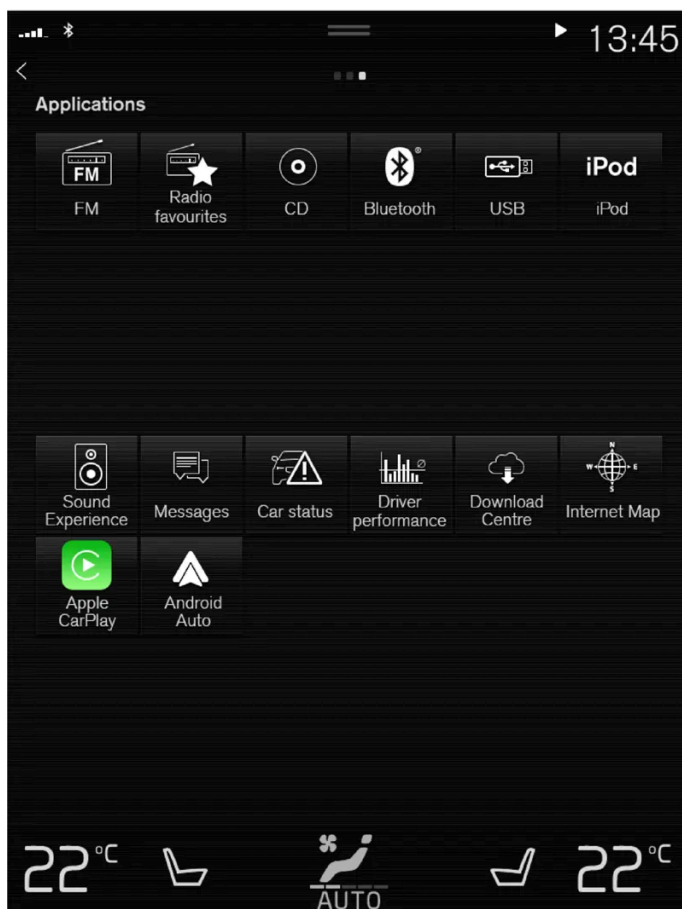 13:45
Applications
FM
FM
Radio
favourites
CD
Bluetooth
USB
iPod
iPod
Sound
Experience
Messages
Car status
Driver
performance
Download
Centre
N
W E
S
Internet Map
Apple
CarPlay
Android
Auto
22°C
AUTO
22°C